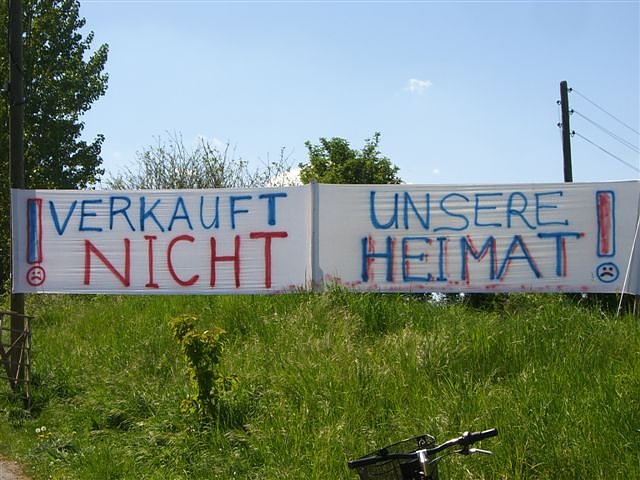 ! VERKAUFT UNSERE !
NICHT HEIMAT